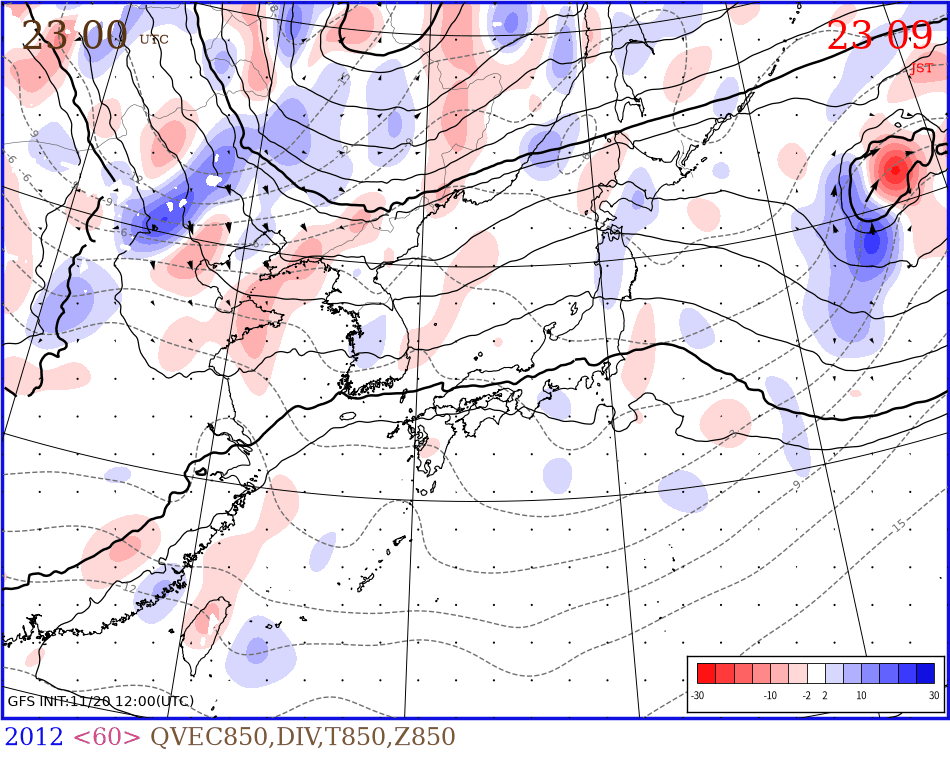 23 00 UTC
23 09
JST
GFS INIT:11/20 12:00(UTC)
-30 -10 -2 2 10 30
2012 <60> QVEC850,DIV,T850,Z850